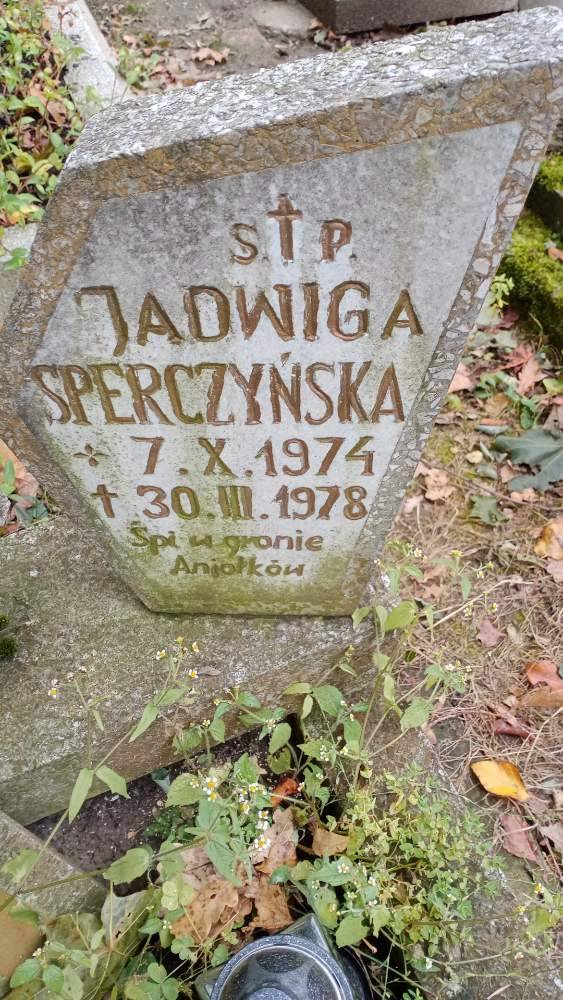 S † P.
JADWIGA
SPERCZYŃSKA
* 7. X. 1974
† 30. III. 1978
Śpi w gronie
Aniołków